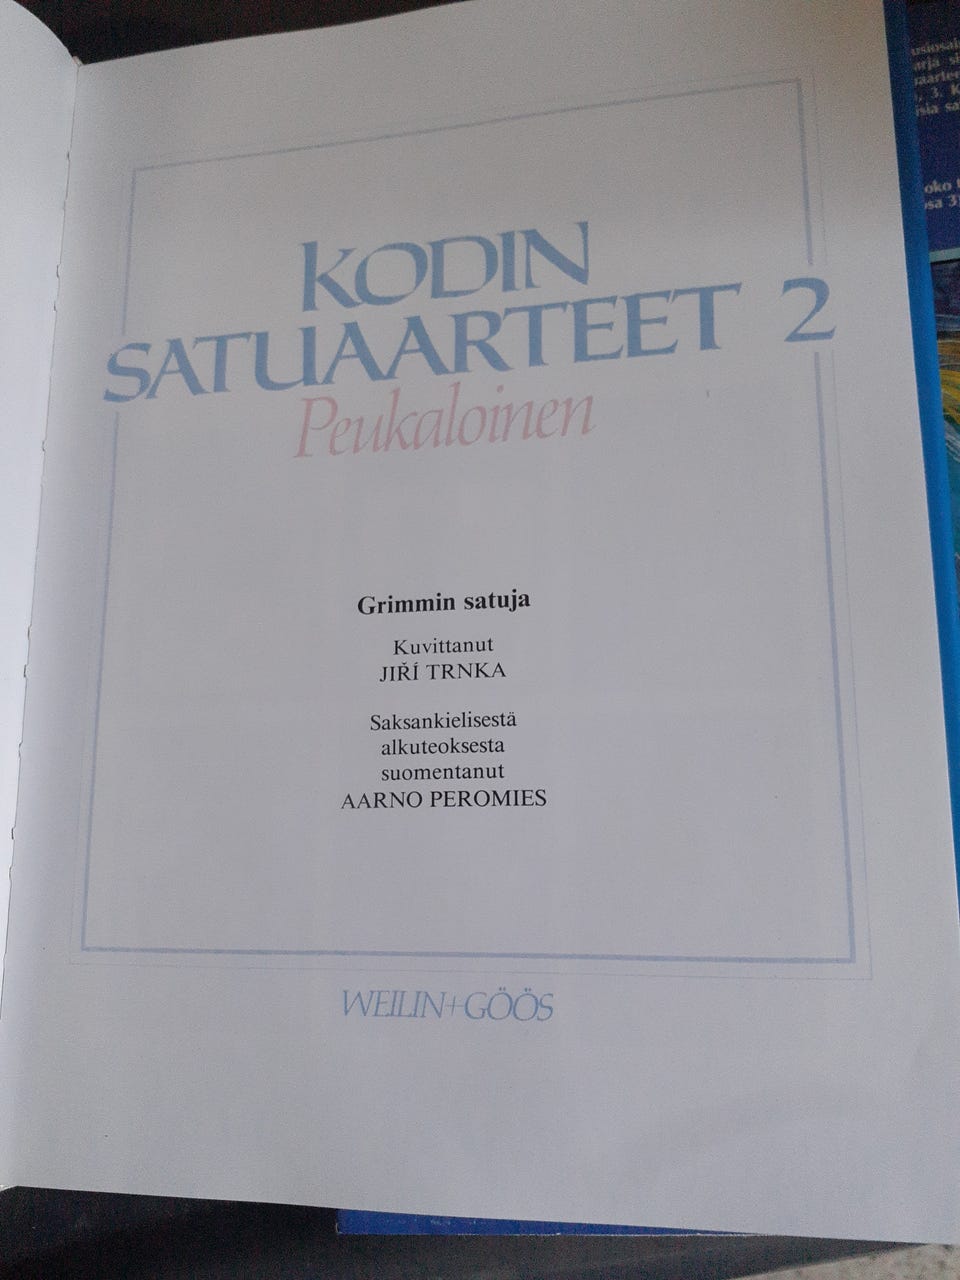 KODIN
SATUAARTEET 2
Peukaloinen
Grimmin satuja
Kuvittanut
JIŘÍ TRNKA
Saksankielisestä
alkuteoksesta
suomentanut
AARNO PEROMIES
WEILIN+GÖÖS